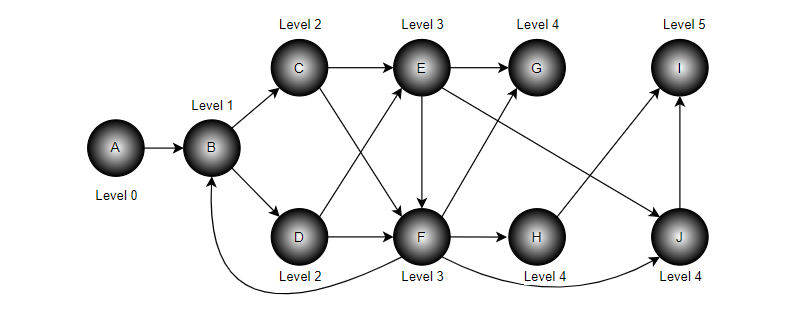 Level 2
Level 3
Level 4
Level 5
C
E
G
I
Level 1
A
B
Level 0
D
F
H
J
Level 2
Level 3
Level 4
Level 4